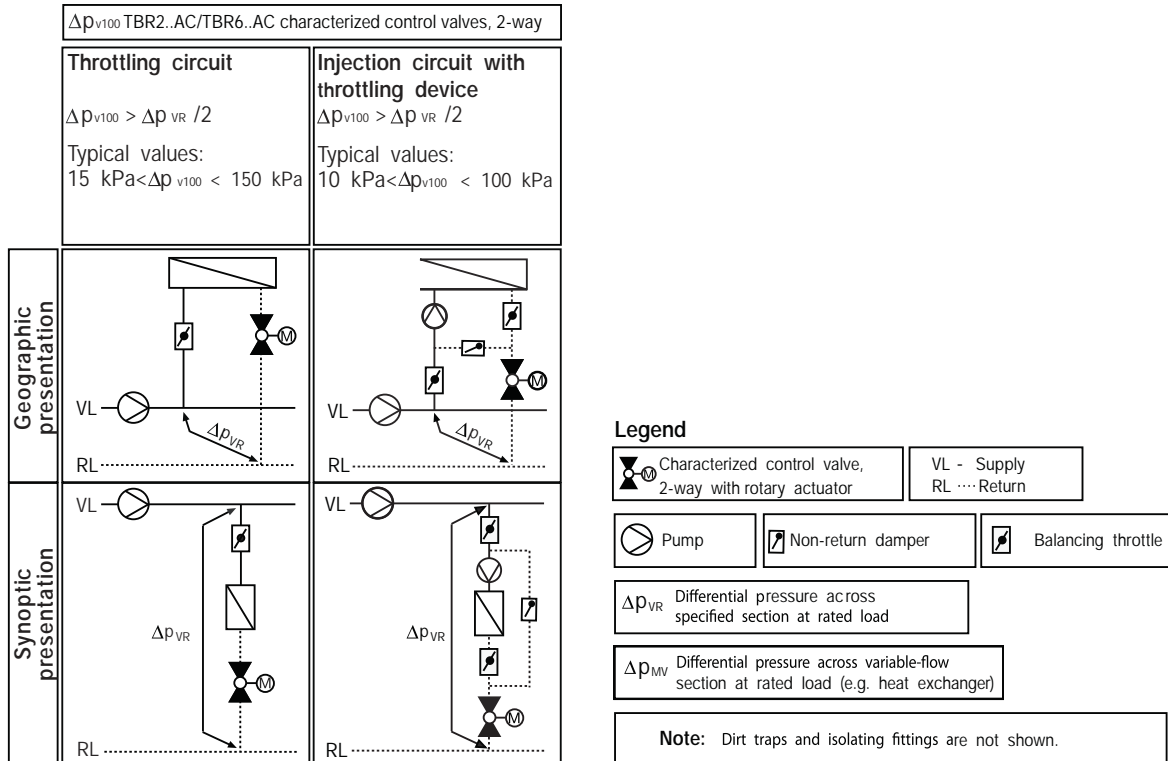 Δpv100 TBR2..AC/TBR6..AC characterized control valves, 2-way
Throttling circuit
Δpv100 > Δp VR /2
Typical values:
15 kPa<Δp v100 < 150 kPa
Injection circuit with
throttling device
Δpv100 > Δp VR /2
Typical values:
10 kPa<Δpv100 < 100 kPa
Geographic
presentation
M
VL
ΔpVR
RL
M
VL
ΔpVR
RL
Synoptic
presentation
VL
ΔpVR
M
RL
VL
ΔpVR
M
RL
Legend
M
Characterized control valve,
2-way with rotary actuator
VL - Supply
RL ····Return
Pump
Non-return damper
Balancing throttle
ΔpVR Differential pressure across
specified section at rated load
ΔpMV Differential pressure across variable-flow
section at rated load (e.g. heat exchanger)
Note: Dirt traps and isolating fittings are not shown.